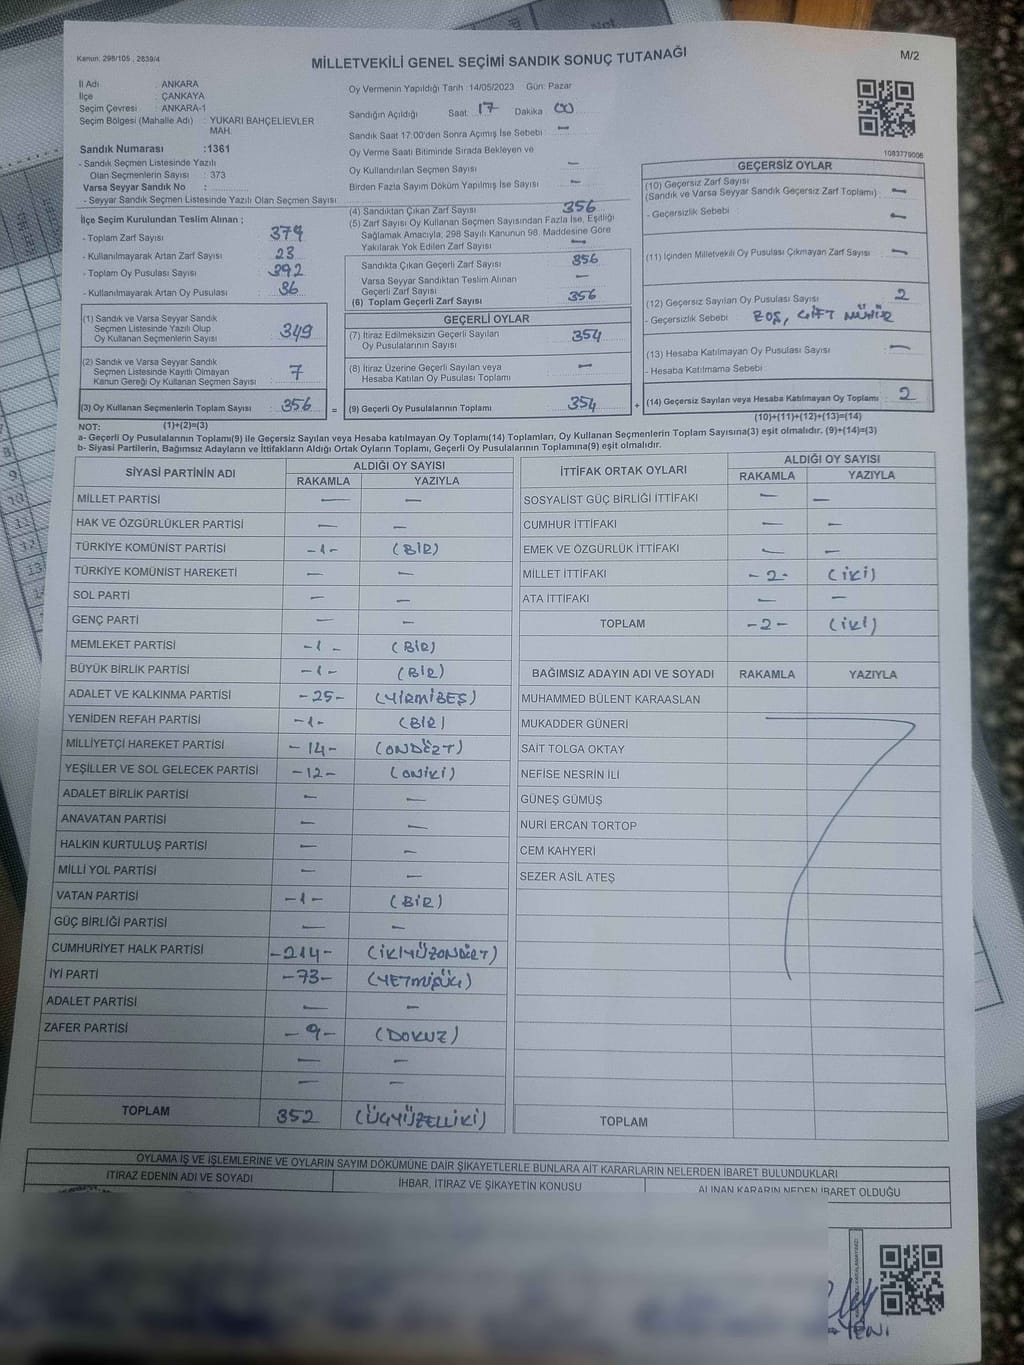 Kanun: 298/105 , 2839/4
MİLLETVEKİLİ GENEL SEÇİMİ SANDIK SONUÇ TUTANAĞI
M/2
İl Adı : ANKARA
İlçe : ÇANKAYA
Seçim Çevresi : ANKARA-1
Seçim Bölgesi (Mahalle Adı) : YUKARI BAHÇELİEVLER
MAH.
Sandık Numarası :1361
- Sandık Seçmen Listesinde Yazılı
Olan Seçmenlerin Sayısı : 373
Varsa Seyyar Sandık No :
- Seyyar Sandık Seçmen Listesinde Yazılı Olan Seçmen Sayısı
Oy Vermenin Yapıldığı Tarih :14/05/2023 Gün: Pazar
Sandığın Açıldığı Saat: 17 Dakika 00
Sandık Saat 17:00'den Sonra Açımış İse Sebebi : —
Oy Verme Saati Bitiminde Sırada Bekleyen ve
Oy Kullandırılan Seçmen Sayısı —
Birden Fazla Sayım Döküm Yapılmış İse Sayısı —
1083779006
İlçe Seçim Kurulundan Teslim Alınan ;
- Toplam Zarf Sayısı 379
- Kullanılmayarak Artan Zarf Sayısı 23
- Toplam Oy Pusulası Sayısı 392
- Kullanılmayarak Artan Oy Pusulası 36
(1) Sandık ve Varsa Seyyar Sandık
Seçmen Listesinde Yazılı Olup
Oy Kullanan Seçmenlerin Sayısı 349
(2) Sandık ve Varsa Seyyar Sandık
Seçmen Listesinde Kayıtlı Olmayan
Kanun Gereği Oy Kullanan Seçmen Sayısı 7
(3) Oy Kullanan Seçmenlerin Toplam Sayısı 356 =
(4) Sandıktan Çıkan Zarf Sayısı 356
(5) Zarf Sayısı Oy Kullanan Seçmen Sayısından Fazla İse, Eşitliği
Sağlamak Amacıyla; 298 Sayılı Kanunun 98. Maddesine Göre
Yakılarak Yok Edilen Zarf Sayısı —
Sandıkta Çıkan Geçerli Zarf Sayısı 356
Varsa Seyyar Sandıktan Teslim Alınan
Geçerli Zarf Sayısı —
(6) Toplam Geçerli Zarf Sayısı 356
GEÇERLİ OYLAR
(7) İtiraz Edilmeksizin Geçerli Sayılan
Oy Pusulalarının Sayısı 354
(8) İtiraz Üzerine Geçerli Sayılan veya
Hesaba Katılan Oy Pusulası Toplamı —
(9) Geçerli Oy Pusulalarının Toplamı 354 +
GEÇERSİZ OYLAR
(10) Geçersiz Zarf Sayısı
(Sandık ve Varsa Seyyar Sandık Geçersiz Zarf Toplamı) —
- Geçersizlik Sebebi : —
(11) İçinden Milletvekili Oy Pusulası Çıkmayan Zarf Sayısı —
(12) Geçersiz Sayılan Oy Pusulası Sayısı 2
- Geçersizlik Sebebi BOŞ, ÇİFT MÜHÜR
(13) Hesaba Katılmayan Oy Pusulası Sayısı —
- Hesaba Katılmama Sebebi
(14) Geçersiz Sayılan veya Hesaba Katılmayan Oy Toplamı 2
NOT: (1)+(2)=(3)
(10)+(11)+(12)+(13)=(14)
a- Geçerli Oy Pusulalarının Toplamı(9) ile Geçersiz Sayılan veya Hesaba katılmayan Oy Toplamı(14) Toplamları, Oy Kullanan Seçmenlerin Toplam Sayısına(3) eşit olmalıdır. (9)+(14)=(3)
b- Siyasi Partilerin, Bağımsız Adayların ve İttifakların Aldığı Ortak Oyların Toplamı, Geçerli Oy Pusulalarının Toplamına(9) eşit olmalıdır.
SİYASİ PARTİNİN ADI ALDIĞI OY SAYISI
RAKAMLA YAZIYLA
MİLLET PARTİSİ — —
HAK VE ÖZGÜRLÜKLER PARTİSİ — —
TÜRKİYE KOMÜNİST PARTİSİ -1- (BİR)
TÜRKİYE KOMÜNİST HAREKETİ — —
SOL PARTİ — —
GENÇ PARTİ — —
MEMLEKET PARTİSİ -1- (BİR)
BÜYÜK BİRLİK PARTİSİ -1- (BİR)
ADALET VE KALKINMA PARTİSİ -25- (YİRMİBEŞ)
YENİDEN REFAH PARTİSİ -1- (BİR)
MİLLİYETÇİ HAREKET PARTİSİ -14- (ONDÖRT)
YEŞİLLER VE SOL GELECEK PARTİSİ -12- (ONİKİ)
ADALET BİRLİK PARTİSİ — —
ANAVATAN PARTİSİ — —
HALKIN KURTULUŞ PARTİSİ — —
MİLLİ YOL PARTİSİ — —
VATAN PARTİSİ -1- (BİR)
GÜÇ BİRLİĞİ PARTİSİ — —
CUMHURİYET HALK PARTİSİ -214- (İKİYÜZONDÖRT)
İYİ PARTİ -73- (YETMİŞÜÇ)
ADALET PARTİSİ — —
ZAFER PARTİSİ -9- (DOKUZ)
— —
— —
TOPLAM 352 (ÜÇYÜZELLİİKİ)
İTTİFAK ORTAK OYLARI ALDIĞI OY SAYISI
RAKAMLA YAZIYLA
SOSYALİST GÜÇ BİRLİĞİ İTTİFAKI — —
CUMHUR İTTİFAKI — —
EMEK VE ÖZGÜRLÜK İTTİFAKI — —
MİLLET İTTİFAKI -2- (İKİ)
ATA İTTİFAKI — —
TOPLAM -2- (İKİ)
BAĞIMSIZ ADAYIN ADI VE SOYADI RAKAMLA YAZIYLA
MUHAMMED BÜLENT KARAASLAN
MUKADDER GÜNERİ
SAİT TOLGA OKTAY
NEFİSE NESRİN İLİ
GÜNEŞ GÜMÜŞ
NURİ ERCAN TORTOP
CEM KAHYERİ
SEZER ASİL ATEŞ
TOPLAM
OYLAMA İŞ VE İŞLEMLERİNE VE OYLARIN SAYIM DÖKÜMÜNE DAİR ŞİKAYETLERLE BUNLARA AİT KARARLARIN NELERDEN İBARET BULUNDUKLARI
İTİRAZ EDENİN ADI VE SOYADI İHBAR, İTİRAZ VE ŞİKAYETİN KONUSU ALINAN KARARIN NEDEN İBARET OLDUĞU